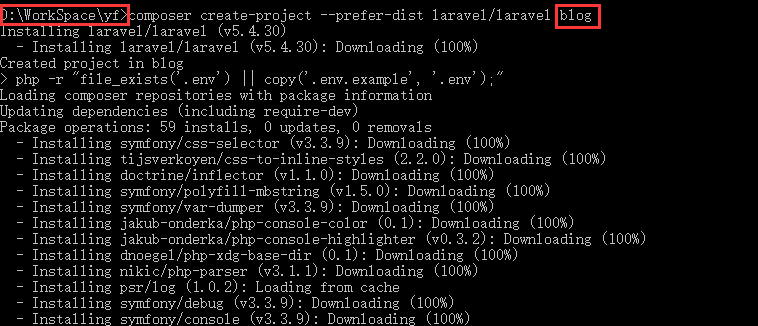 D:\WorkSpace\yf>composer create-project --prefer-dist laravel/laravel blog
Installing laravel/laravel (v5.4.30)
  - Installing laravel/laravel (v5.4.30): Downloading (100%)
Created project in blog
> php -r "file_exists('.env') || copy('.env.example', '.env');"
Loading composer repositories with package information
Updating dependencies (including require-dev)
Package operations: 59 installs, 0 updates, 0 removals
  - Installing symfony/css-selector (v3.3.9): Downloading (100%)
  - Installing tijsverkoyen/css-to-inline-styles (2.2.0): Downloading (100%)
  - Installing doctrine/inflector (v1.1.0): Downloading (100%)
  - Installing symfony/polyfill-mbstring (v1.5.0): Downloading (100%)
  - Installing symfony/var-dumper (v3.3.9): Downloading (100%)
  - Installing jakub-onderka/php-console-color (0.1): Downloading (100%)
  - Installing jakub-onderka/php-console-highlighter (v0.3.2): Downloading (100%)
  - Installing dnoegel/php-xdg-base-dir (0.1): Downloading (100%)
  - Installing nikic/php-parser (v3.1.1): Downloading (100%)
  - Installing psr/log (1.0.2): Loading from cache
  - Installing symfony/debug (v3.3.9): Downloading (100%)
  - Installing symfony/console (v3.3.9): Downloading (100%)